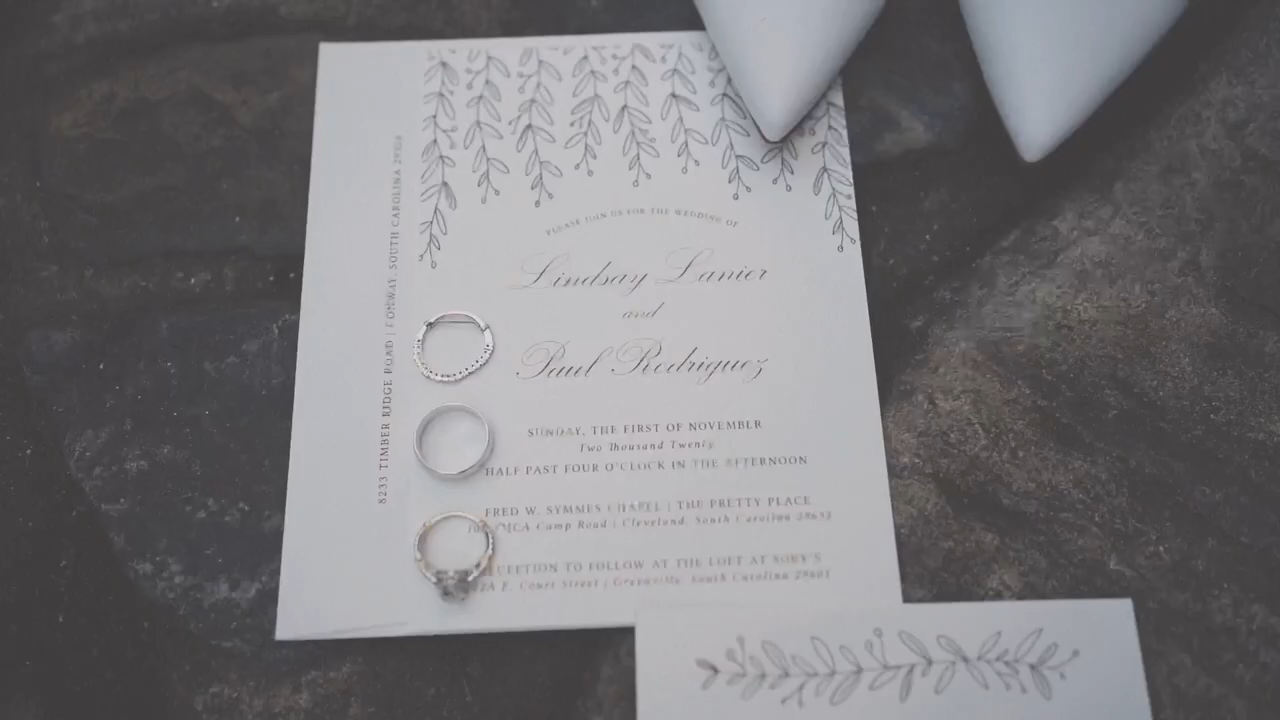 PLEASE JOIN US FOR THE WEDDING OF
Lindsay Lanier
and
Paul Rodriguez
SUNDAY, THE FIRST OF NOVEMBER
Two Thousand Twenty
HALF PAST FOUR O'CLOCK IN THE AFTERNOON
FRED W. SYMMES CHAPEL | THE PRETTY PLACE
Camp Road | Cleveland, South Carolina
TO FOLLOW AT THE LOFT AT SOBY'S
E. Court Street | Greenville, South Carolina 29601
8233 TIMBER RIDGE ROAD | CONWAY, SOUTH CAROLINA